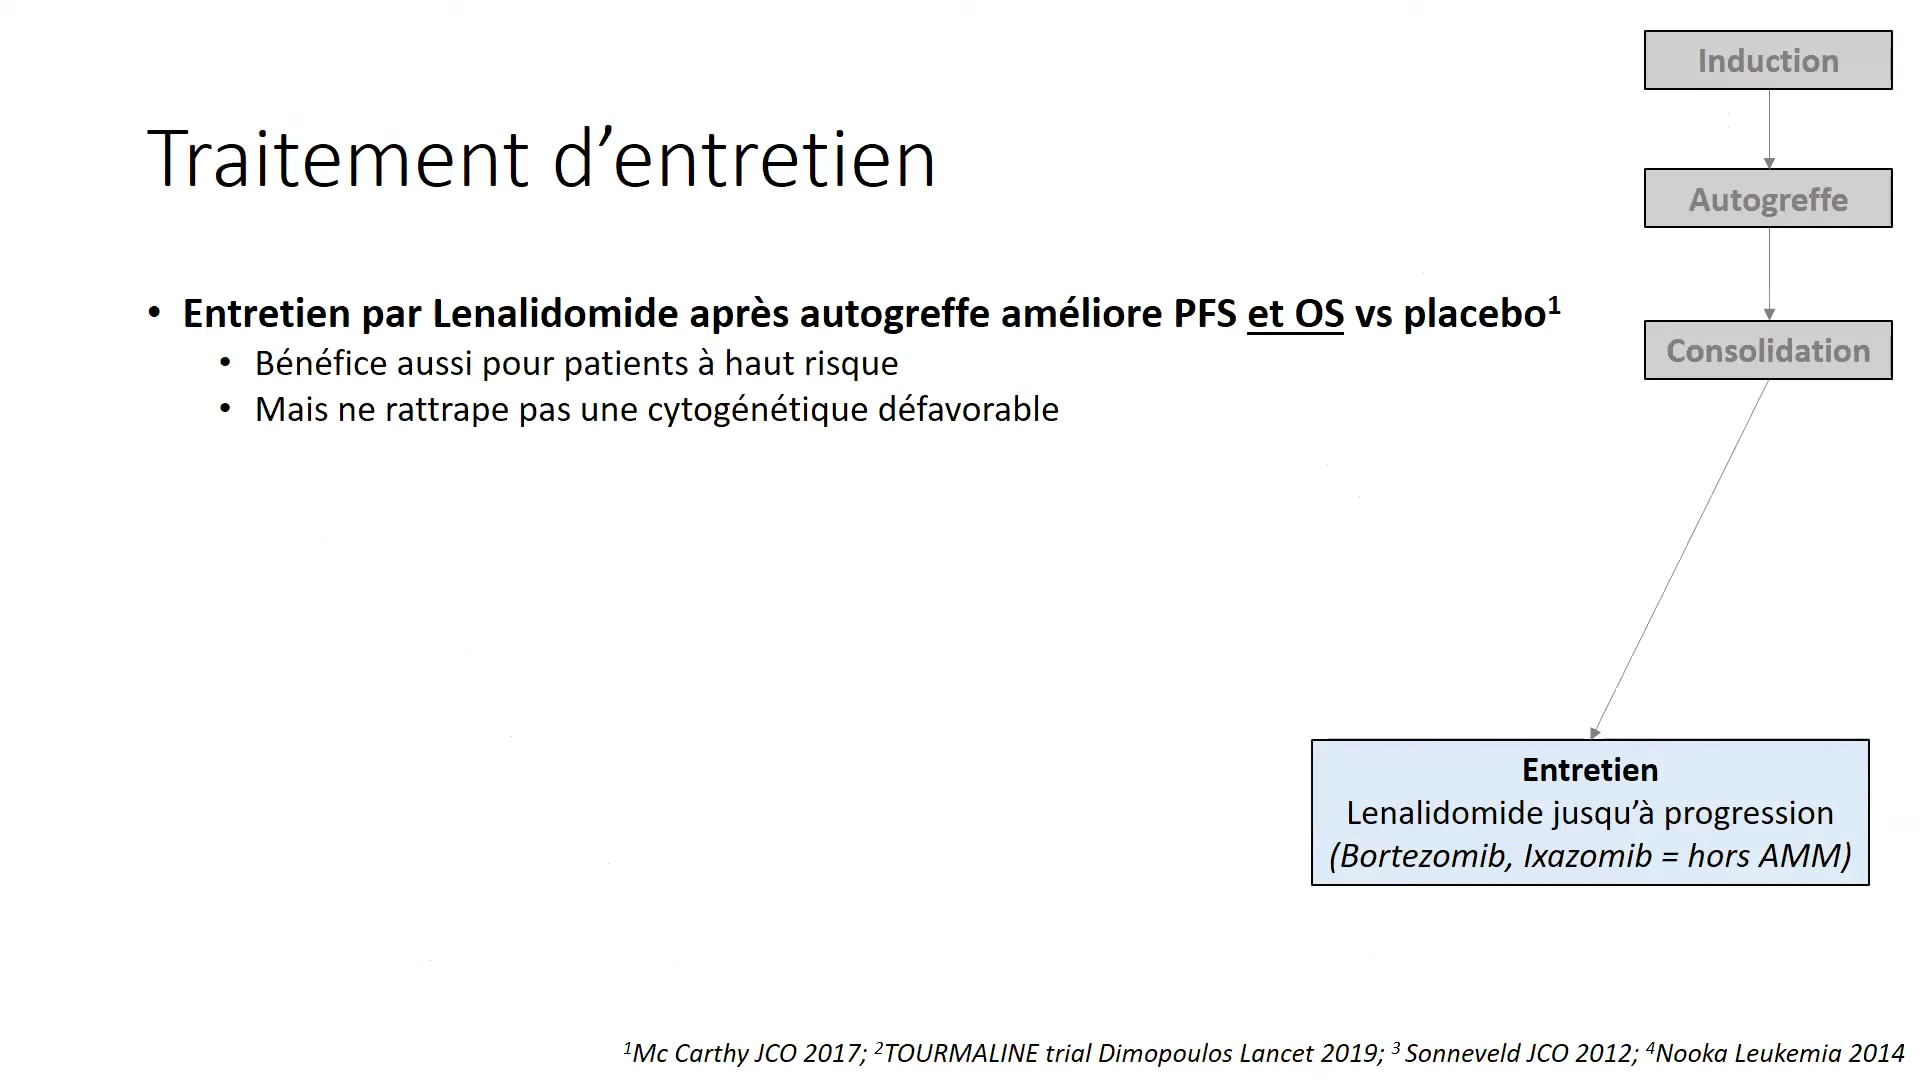 Induction
Traitement d’entretien
Autogreffe
• Entretien par Lenalidomide après autogreffe améliore PFS et OS vs placebo¹
• Bénéfice aussi pour patients à haut risque
• Mais ne rattrape pas une cytogénétique défavorable
Consolidation
Entretien
Lenalidomide jusqu’à progression
(Bortezomib, Ixazomib = hors AMM)
¹Mc Carthy JCO 2017; ²TOURMALINE trial Dimopoulos Lancet 2019; ³ Sonneveld JCO 2012; ⁴Nooka Leukemia 2014